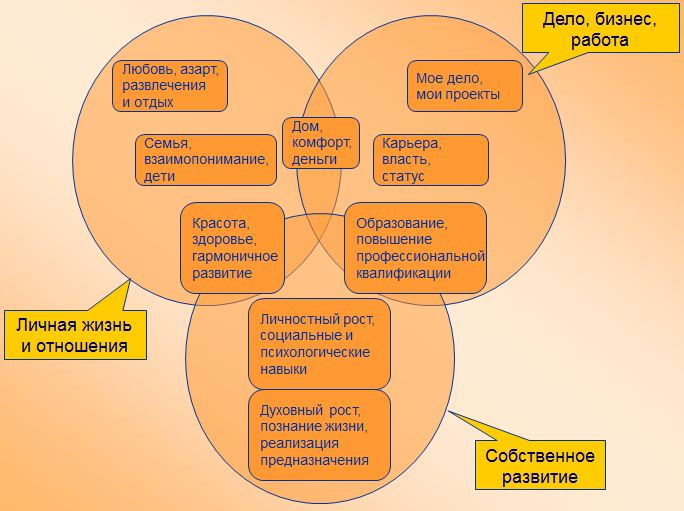 Дело, бизнес,
работа
Любовь, азарт,
развлечения
и отдых
Мое дело,
мои проекты
Дом,
комфорт,
деньги
Семья,
взаимопонимание,
дети
Карьера,
власть,
статус
Красота,
здоровье,
гармоничное
развитие
Образование,
повышение
профессиональной
квалификации
Личная жизнь
и отношения
Личностный рост,
социальные и
психологические
навыки
Духовный рост,
познание жизни,
реализация
предназначения
Собственное
развитие